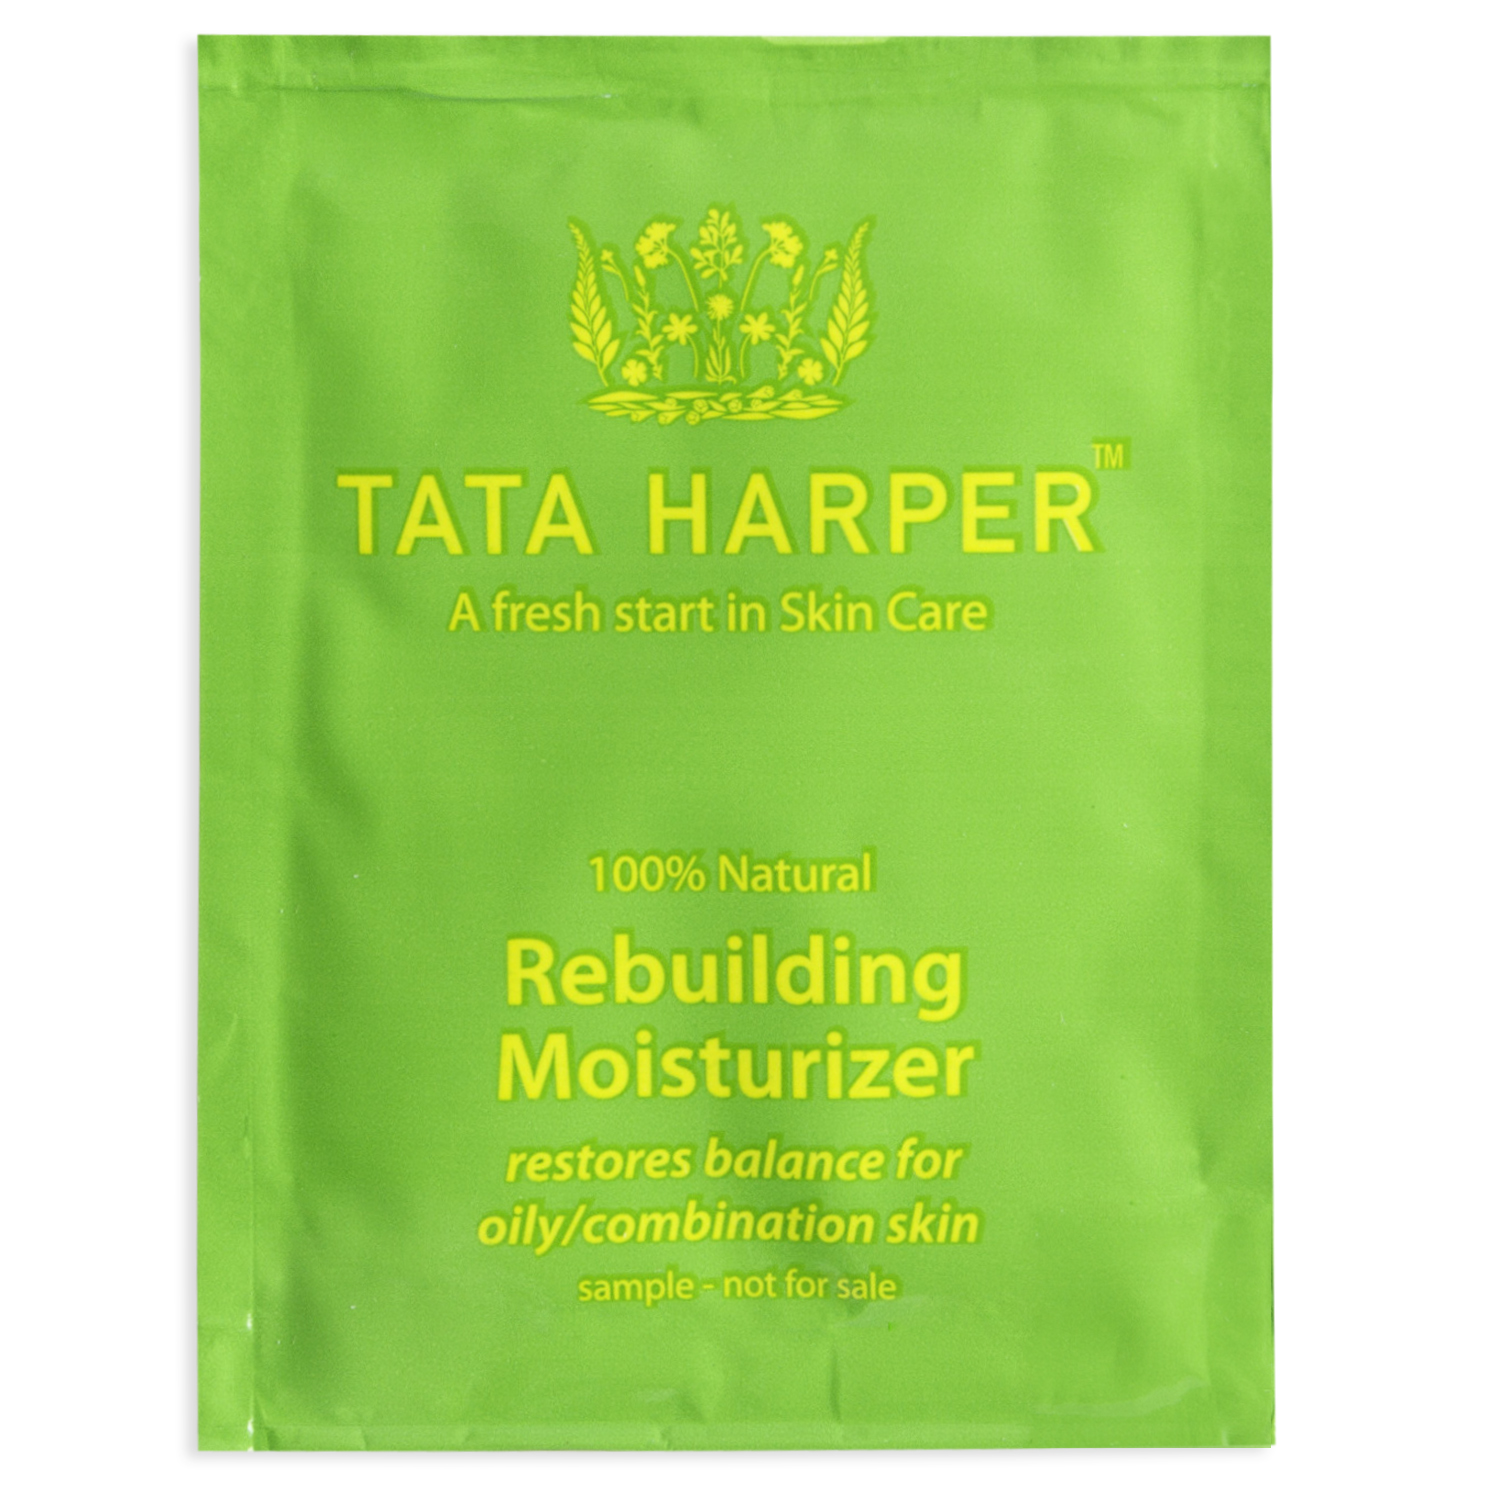 TATA HARPER™
A fresh start in Skin Care
100% Natural
Rebuilding
Moisturizer
restores balance for
oily/combination skin
sample - not for sale